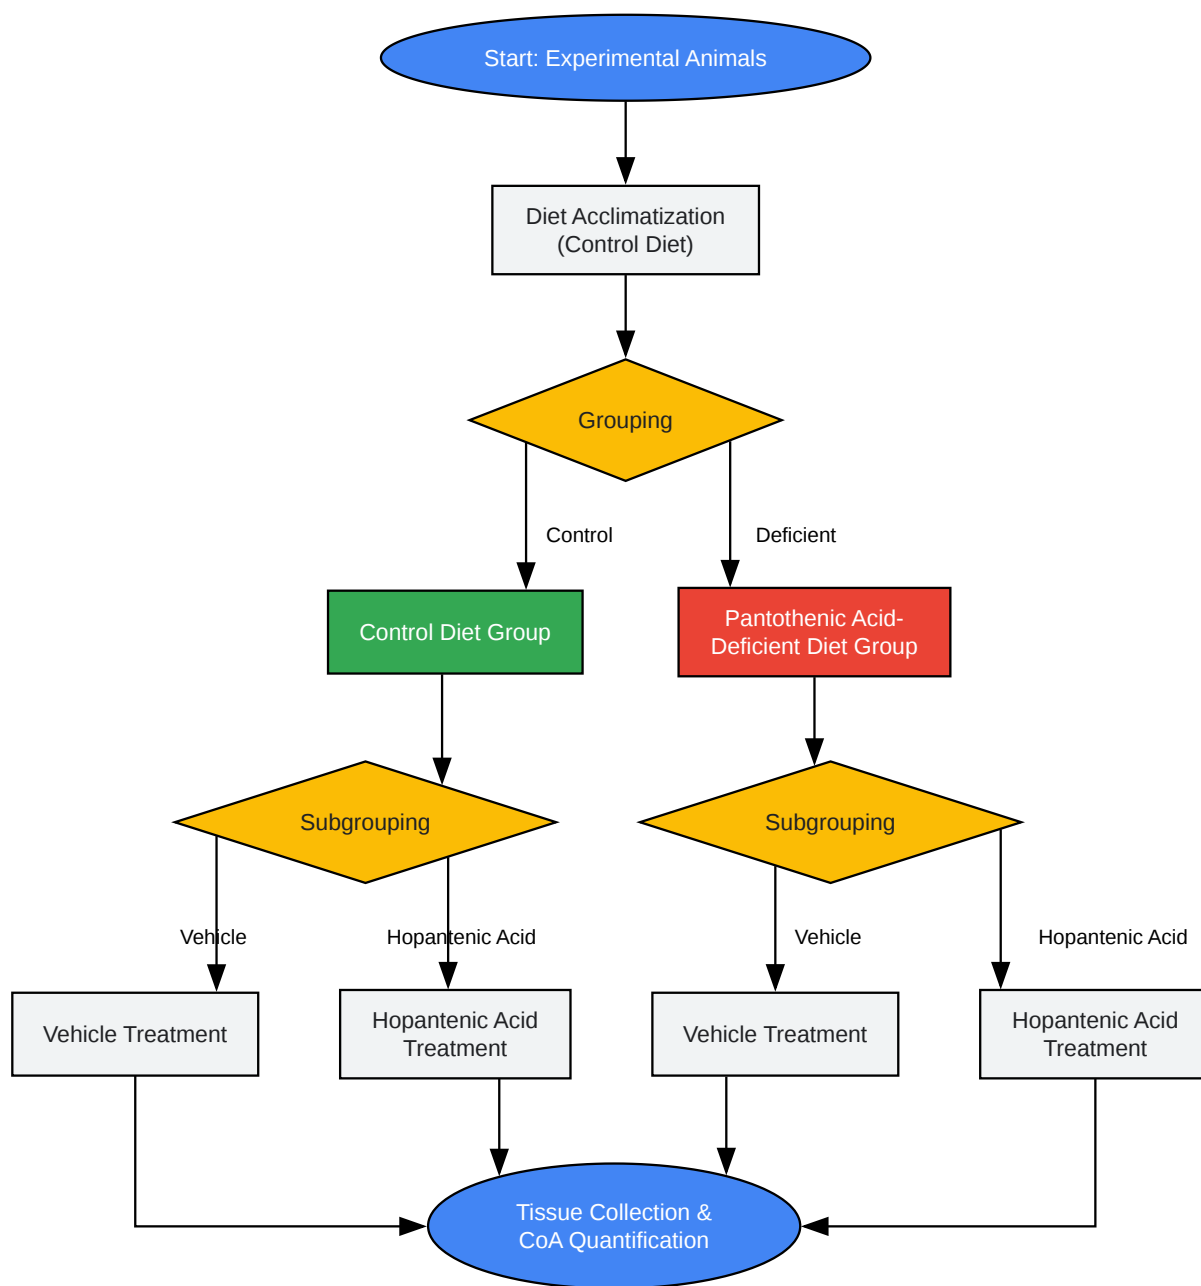 Start: Experimental Animals
Diet Acclimatization
(Control Diet)
Grouping
Control
Deficient
Control Diet Group
Pantothenic Acid-
Deficient Diet Group
Subgrouping
Subgrouping
Vehicle
Hopantenic Acid
Vehicle
Hopantenic Acid
Vehicle Treatment
Hopantenic Acid
Treatment
Vehicle Treatment
Hopantenic Acid
Treatment
Tissue Collection &
CoA Quantification